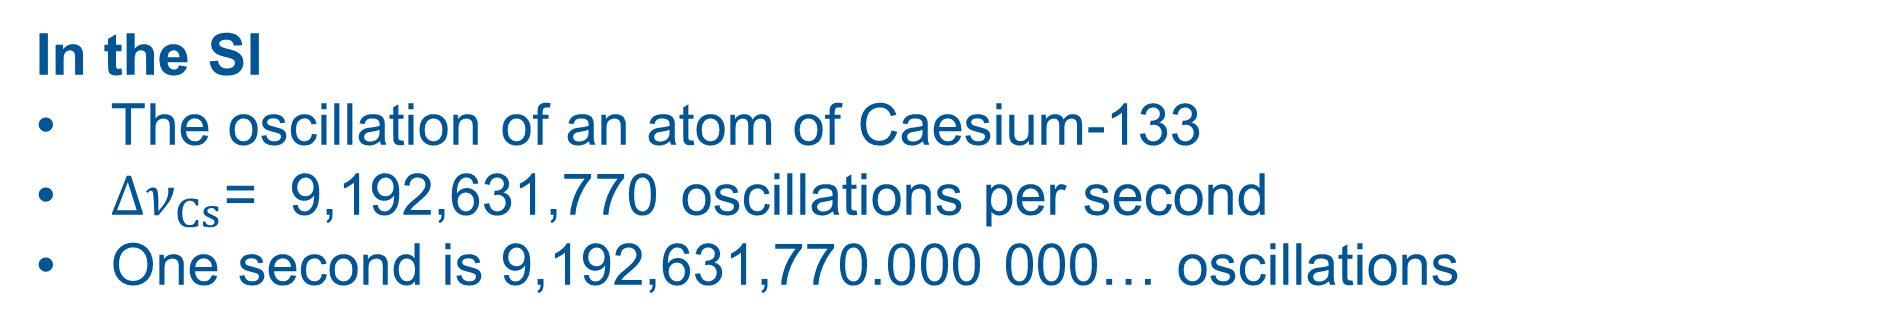 In the SI
• The oscillation of an atom of Caesium-133
• Δν_Cs= 9,192,631,770 oscillations per second
• One second is 9,192,631,770.000 000… oscillations